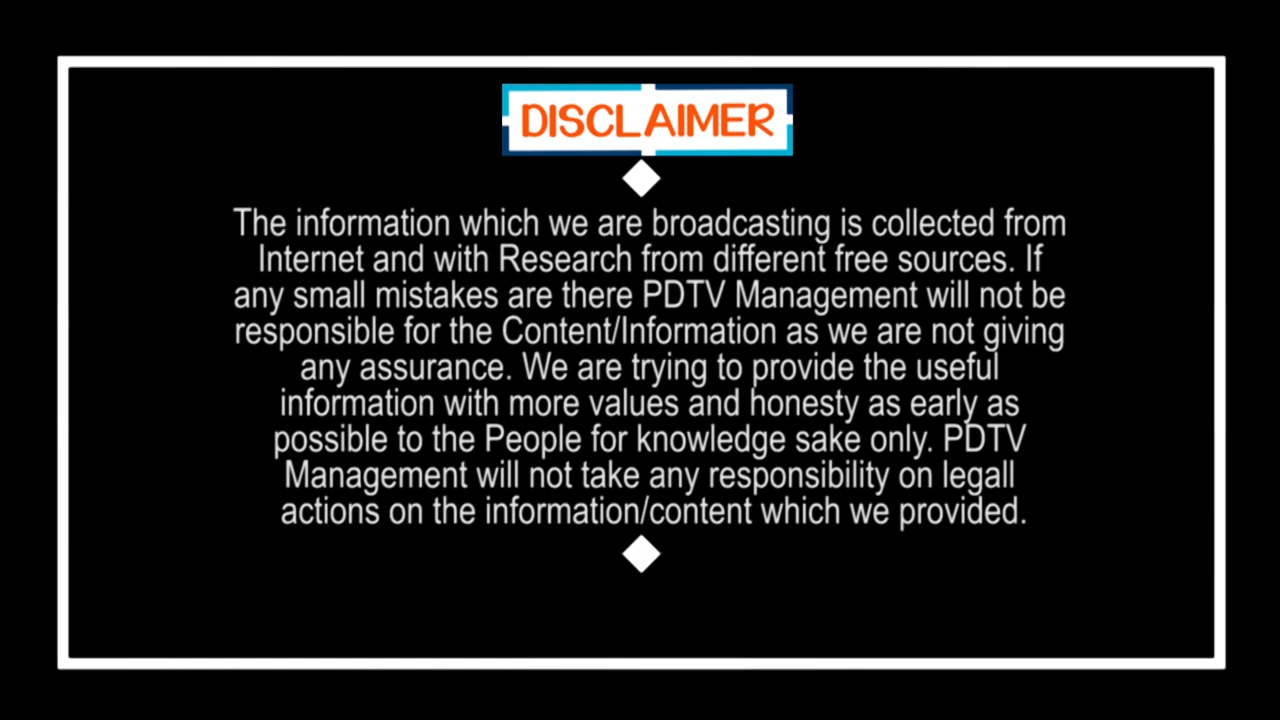 DISCLAIMER
The information which we are broadcasting is collected from
Internet and with Research from different free sources. If
any small mistakes are there PDTV Management will not be
responsible for the Content/Information as we are not giving
any assurance. We are trying to provide the useful
information with more values and honesty as early as
possible to the People for knowledge sake only. PDTV
Management will not take any responsibility on legall
actions on the information/content which we provided.